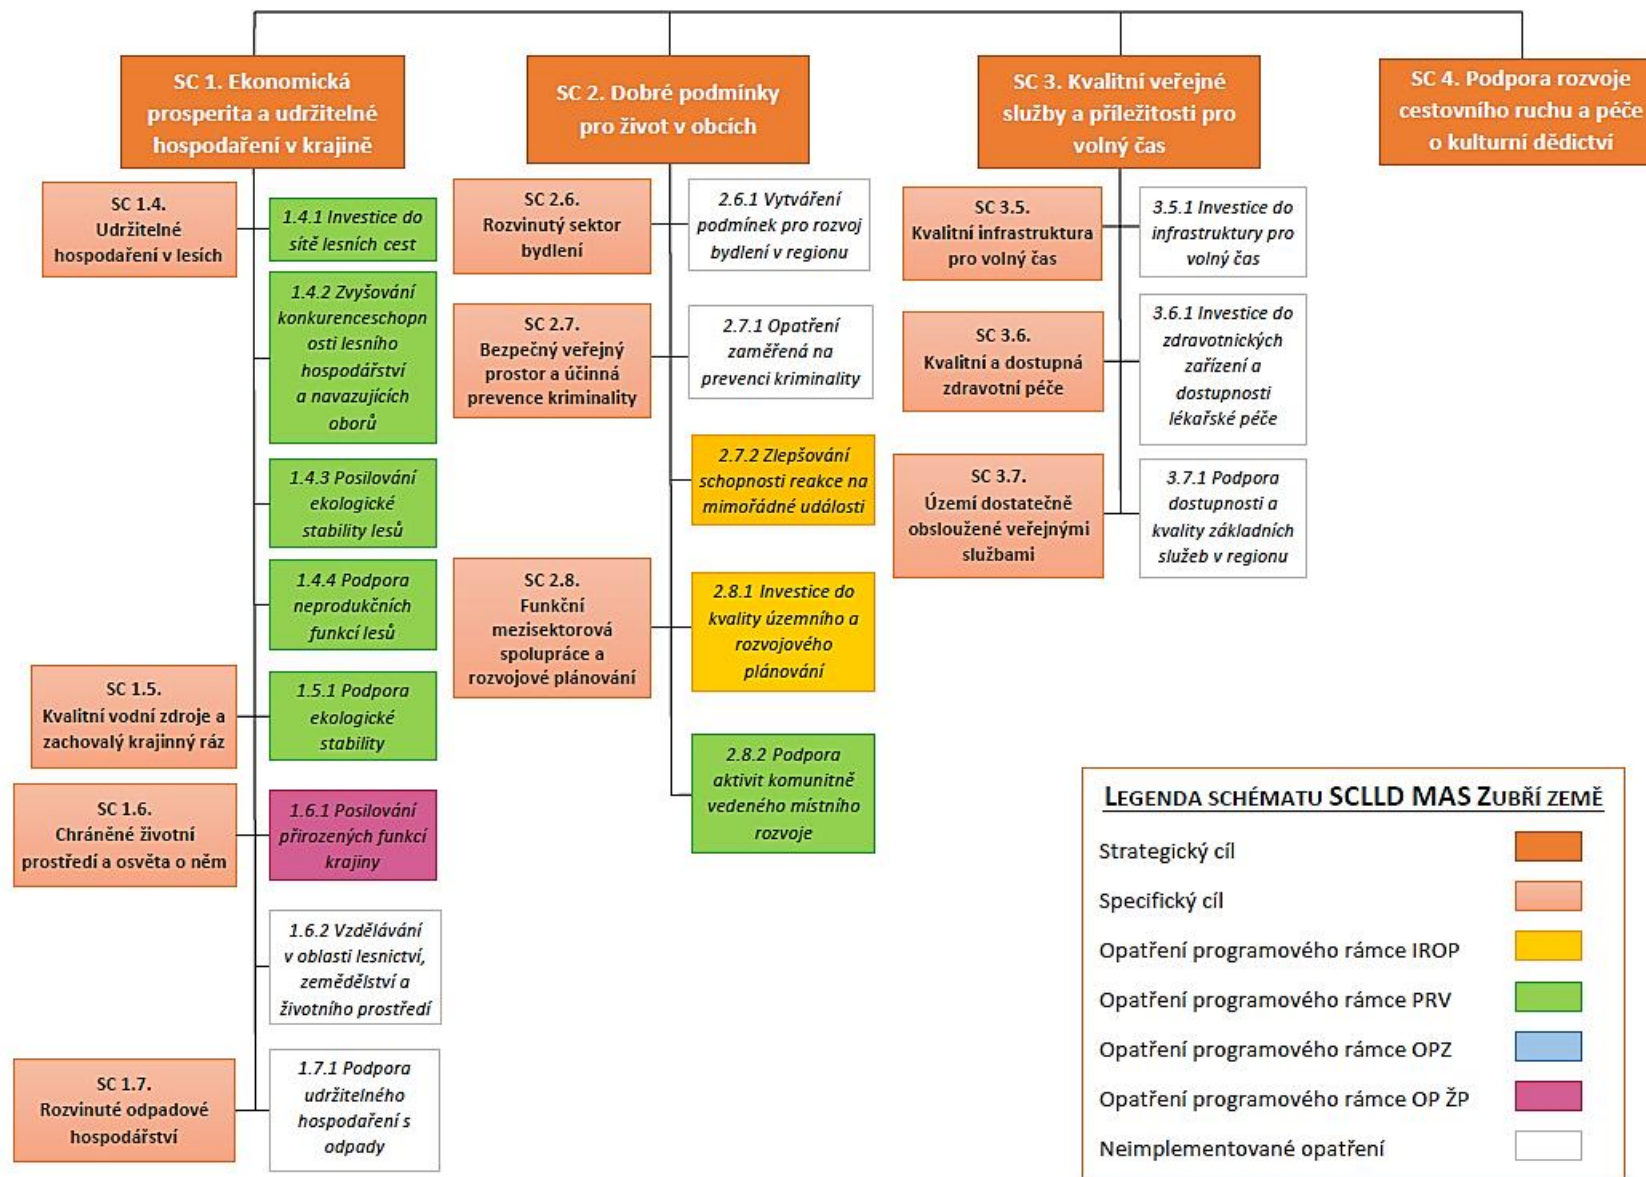 SC 1. Ekonomická
prosperita a udržitelné
hospodaření v krajině
SC 1.4.
Udržitelné
hospodaření v lesích
1.4.1 Investice do
sítě lesních cest
1.4.2 Zvyšování
konkurenceschopn
osti lesního
hospodářství
a navazujících
oborů
1.4.3 Posilování
ekologické
stability lesů
1.4.4 Podpora
neprodukčních
funkcí lesů
SC 1.5.
Kvalitní vodní zdroje a
zachovalý krajinný ráz
1.5.1 Podpora
ekologické
stability
SC 1.6.
Chráněné životní
prostředí a osvěta o něm
1.6.1 Posilování
přirozených funkcí
krajiny
1.6.2 Vzdělávání
v oblasti lesnictví,
zemědělství a
životního prostředí
SC 1.7.
Rozvinuté odpadové
hospodářství
1.7.1 Podpora
udržitelného
hospodaření s
odpady
SC 2. Dobré podmínky
pro život v obcích
SC 2.6.
Rozvinutý sektor
bydlení
2.6.1 Vytváření
podmínek pro rozvoj
bydlení v regionu
SC 2.7.
Bezpečný veřejný
prostor a účinná
prevence kriminality
2.7.1 Opatření
zaměřená na
prevenci kriminality
2.7.2 Zlepšování
schopnosti reakce na
mimořádné události
SC 2.8.
Funkční
mezisektorová
spolupráce a
rozvojové plánování
2.8.1 Investice do
kvality územního a
rozvojového
plánování
2.8.2 Podpora
aktivit komunitně
vedeného místního
rozvoje
SC 3. Kvalitní veřejné
služby a příležitosti pro
volný čas
SC 3.5.
Kvalitní infrastruktura
pro volný čas
3.5.1 Investice do
infrastruktury pro
volný čas
SC 3.6.
Kvalitní a dostupná
zdravotní péče
3.6.1 Investice do
zdravotnických
zařízení a
dostupnosti
lékařské péče
SC 3.7.
Území dostatečně
obsloužené veřejnými
službami
3.7.1 Podpora
dostupnosti a
kvality základních
služeb v regionu
SC 4. Podpora rozvoje
cestovního ruchu a péče
o kulturní dědictví
LEGENDA SCHÉMATU SCLLD MAS ZUBŘÍ ZEMĚ
Strategický cíl
Specifický cíl
Opatření programového rámce IROP
Opatření programového rámce PRV
Opatření programového rámce OPZ
Opatření programového rámce OP ŽP
Neimplementované opatření